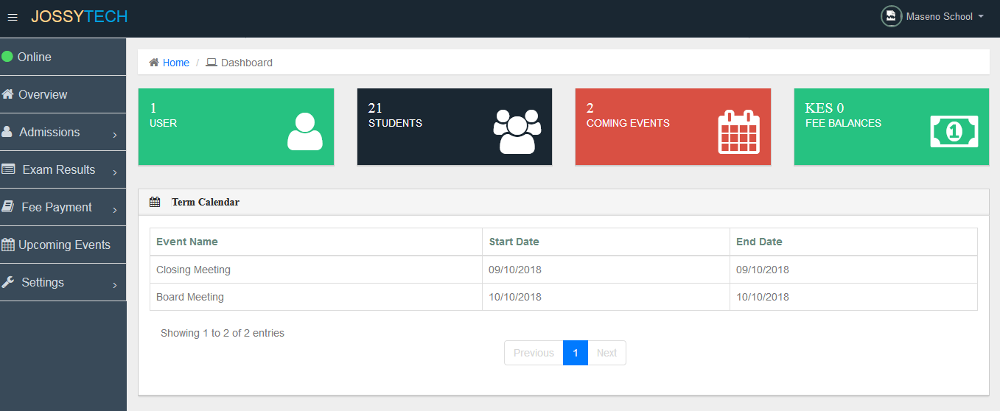 JOSSYTECH
Maseno School
Online
Overview
Admissions
Exam Results
Fee Payment
Upcoming Events
Settings
Home / Dashboard
1
USER
21
STUDENTS
2
COMING EVENTS
KES 0
FEE BALANCES
1
Term Calendar
Event Name Start Date End Date
Closing Meeting 09/10/2018 09/10/2018
Board Meeting 10/10/2018 10/10/2018
Showing 1 to 2 of 2 entries
Previous 1 Next